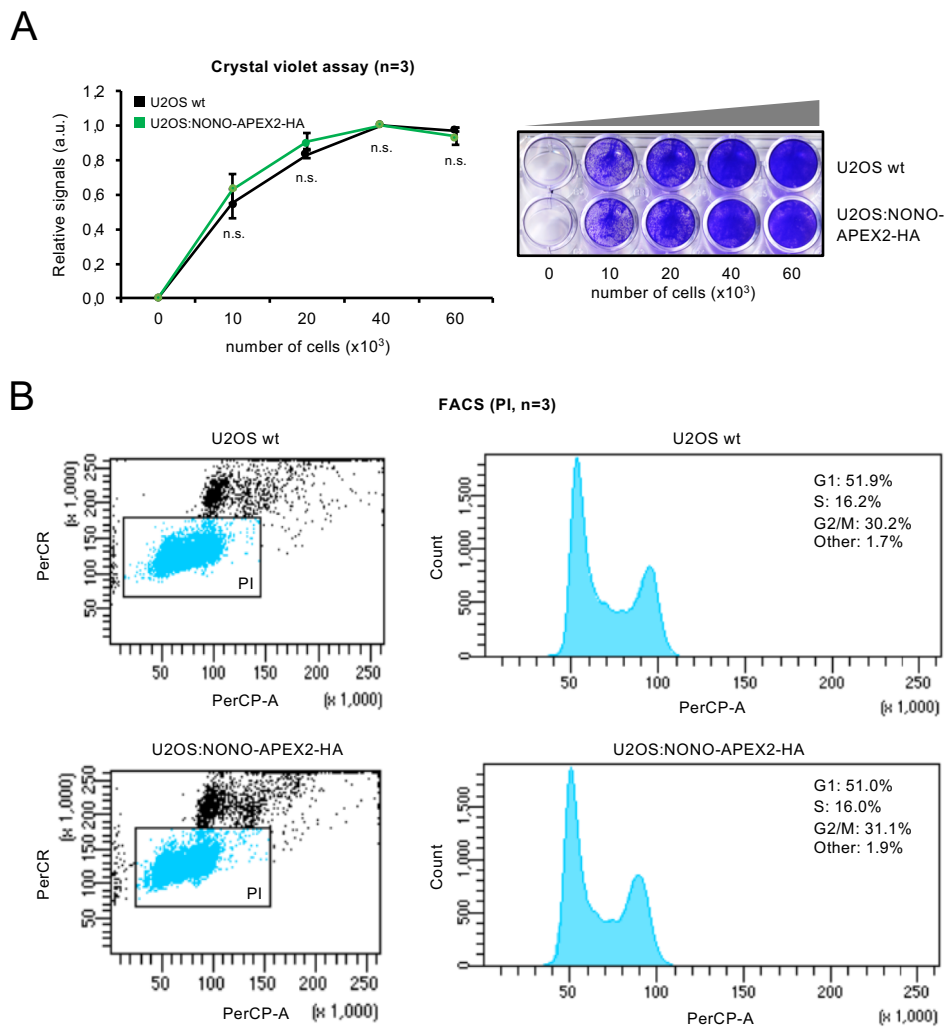 A
Crystal violet assay (n=3)
Relative signals (a.u.)
1,2
1,0
0,8
0,6
0,4
0,2
0,0
U2OS wt
U2OS:NONO-APEX2-HA
n.s.
n.s.
n.s.
n.s.
0
10
20
40
60
number of cells (x10³)
U2OS wt
U2OS:NONO-
APEX2-HA
0
10
20
40
60
number of cells (x10³)
B
FACS (PI, n=3)
U2OS wt
PerCR
(x 1,000)
250
200
150
100
50
PI
50
100
150
200
250
PerCP-A
(x 1,000)
U2OS wt
Count
1,500
1,000
500
0
G1: 51.9%
S: 16.2%
G2/M: 30.2%
Other: 1.7%
50
100
150
200
250
PerCP-A
(x 1,000)
U2OS:NONO-APEX2-HA
PerCR
(x 1,000)
250
200
150
100
50
PI
50
100
150
200
250
PerCP-A
(x 1,000)
U2OS:NONO-APEX2-HA
Count
1,500
1,000
500
0
G1: 51.0%
S: 16.0%
G2/M: 31.1%
Other: 1.9%
50
100
150
200
250
PerCP-A
(x 1,000)